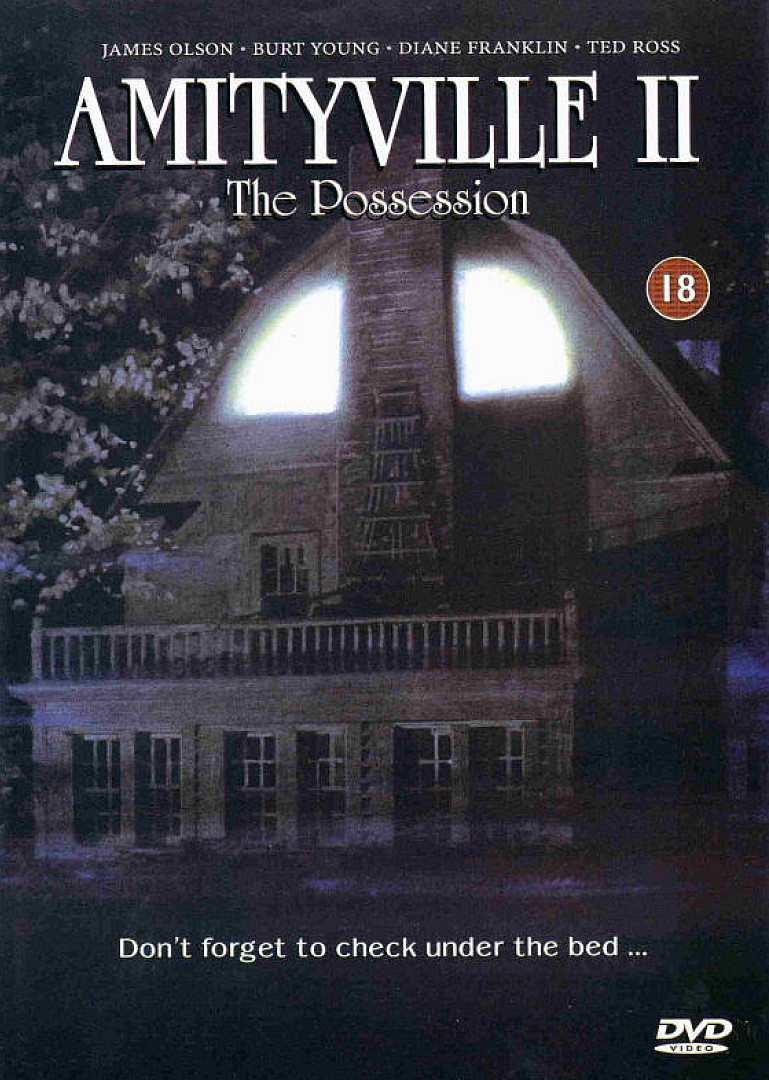 JAMES OLSON • BURT YOUNG • DIANE FRANKLIN • TED ROSS
AMITYVILLE II
The Possession
18
Don't forget to check under the bed ...
DVD
VIDEO